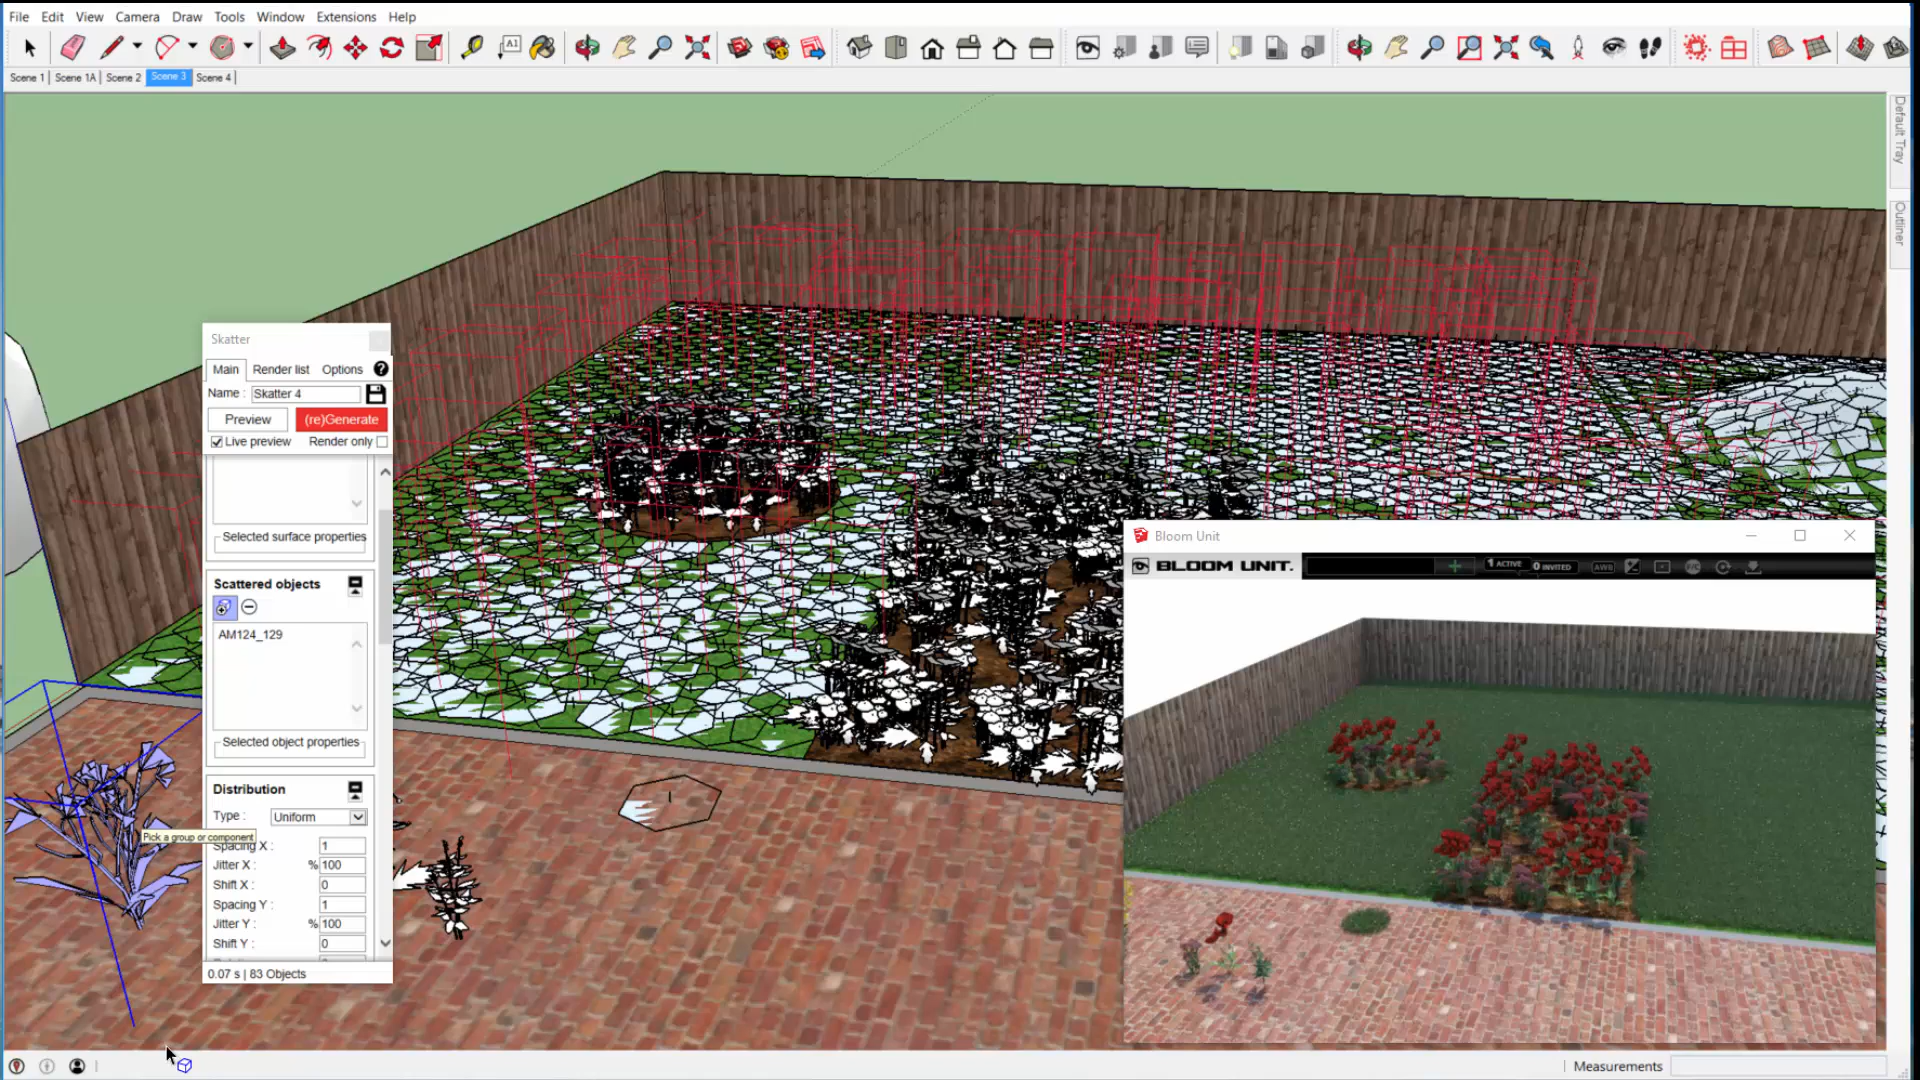 File Edit View Camera Draw Tools Window Extensions Help
A1
Scene 1 Scene 1A Scene 2 Scene 3 Scene 4
Default Tray
Outliner
Skatter
Main Render list Options ?
Name : Skatter 4
Preview (re)Generate
Live preview Render only
Selected surface properties
Scattered objects
AM124_129
Selected object properties
Distribution
Type : Uniform
Pick a group or component
Spacing X : 1
Jitter X : % 100
Shift X : 0
Spacing Y : 1
Jitter Y : % 100
Shift Y : 0
0.07 s | 83 Objects
Bloom Unit
BLOOM UNIT. 1 ACTIVE 0 INVITED AWB
Measurements